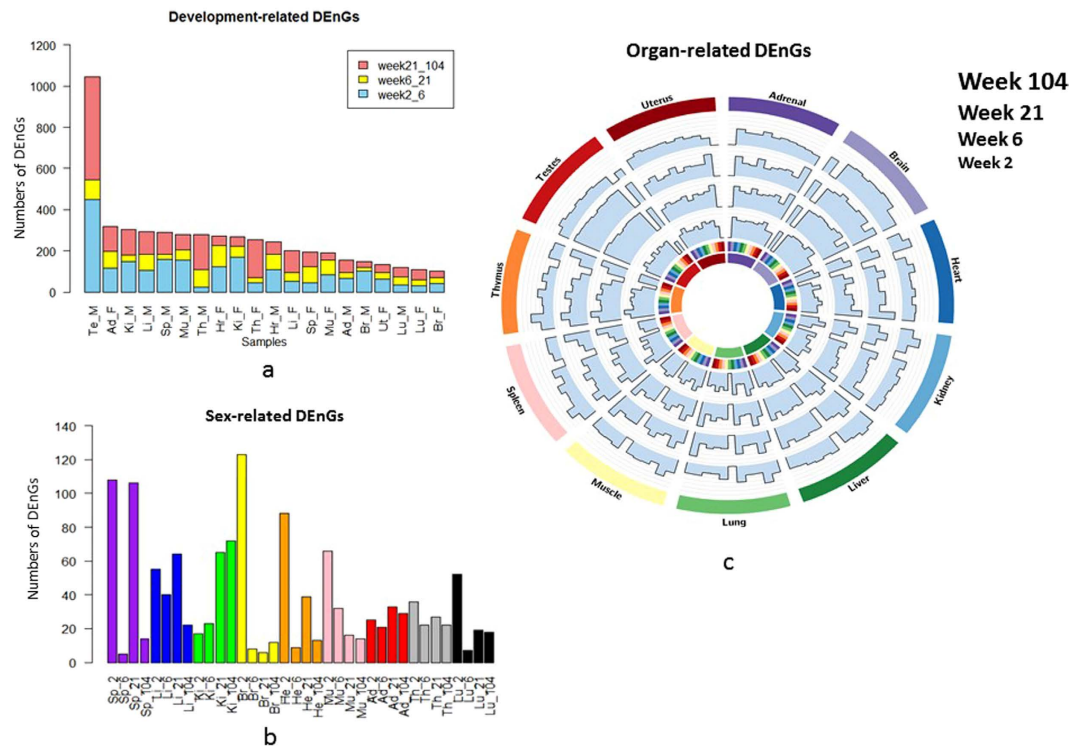 Development-related DEnGs
1200
1000
800
600
400
200
0
Numbers of DEnGs
week21_104
week6_21
week2_6
Te_M
Ad_F
Ki_M
Li_M
Sp_M
Mu_M
Th_M
Hr_F
Ki_F
Th_F
Hr_M
Li_F
Sp_F
Mu_F
Ad_M
Br_M
Ut_F
Lu_M
Lu_F
Br_F
Samples
a
Sex-related DEnGs
140
120
100
80
60
40
20
0
Numbers of DEnGs
Sp_2
Sp_6
Sp_21
Sp_104
Li_2
Li_6
Li_21
Li_104
Ki_2
Ki_6
Ki_21
Ki_104
Br_2
Br_6
Br_21
Br_104
He_2
He_6
He_21
He_104
Mu_2
Mu_6
Mu_21
Mu_104
Ad_2
Ad_6
Ad_21
Ad_104
Th_2
Th_6
Th_21
Th_104
Lu_2
Lu_6
Lu_21
Lu_104
b
Organ-related DEnGs
Week 104
Week 21
Week 6
Week 2
Adrenal
Brain
Heart
Kidney
Liver
Lung
Muscle
Spleen
Thymus
Testes
Uterus
c